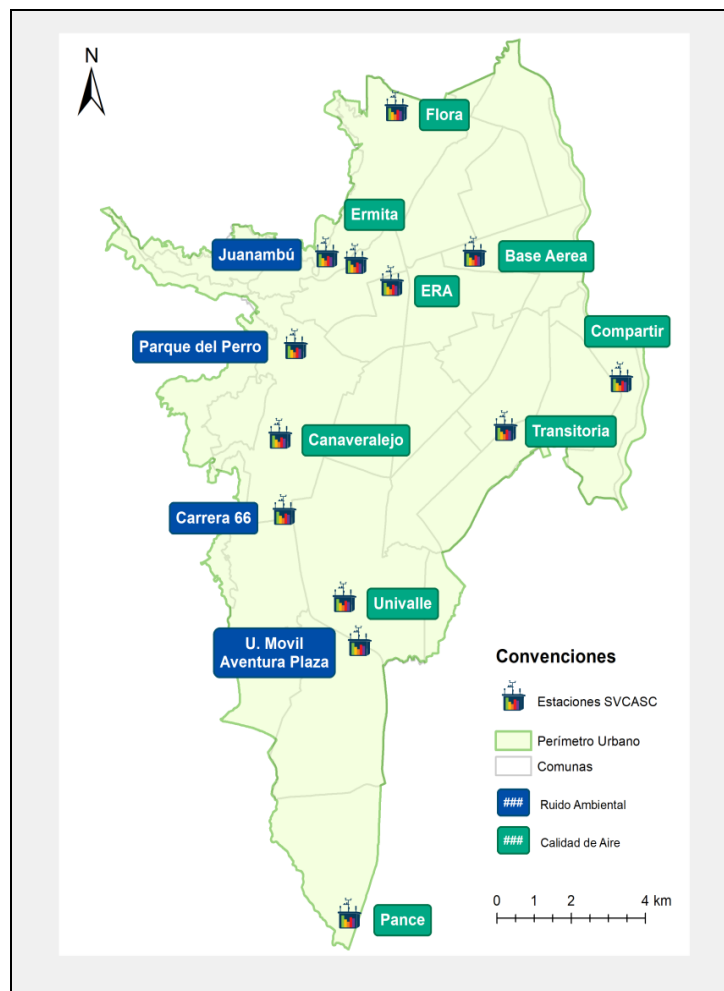 N
Flora
Ermita
Juanambú
Base Aerea
ERA
Compartir
Parque del Perro
Canaveralejo
Transitoria
Carrera 66
Univalle
U. Movil
Aventura Plaza
Convenciones
Estaciones SVCASC
Perímetro Urbano
Comunas
### Ruido Ambiental
### Calidad de Aire
0 1 2 4 km
Pance